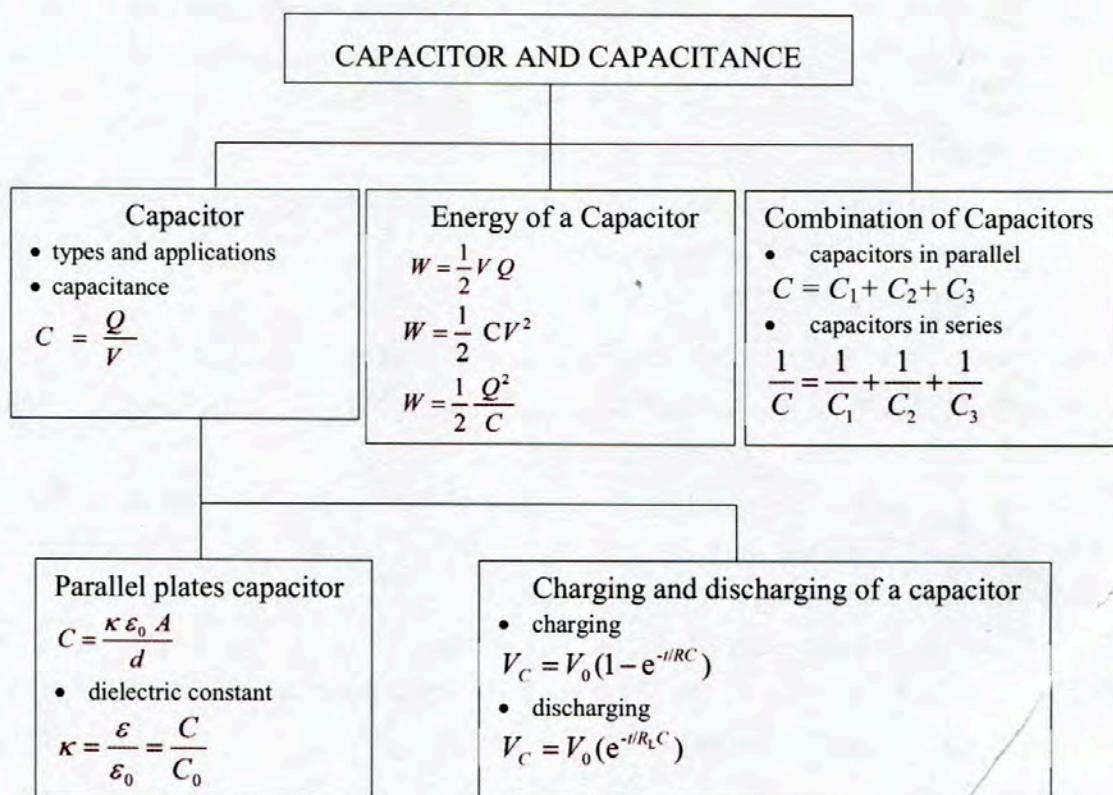 CAPACITOR AND CAPACITANCE
Capacitor
• types and applications
• capacitance
C = Q/V
Energy of a Capacitor
W = 1/2 V Q
W = 1/2 CV²
W = 1/2 Q²/C
Combination of Capacitors
• capacitors in parallel
C = C₁ + C₂ + C₃
• capacitors in series
1/C = 1/C₁ + 1/C₂ + 1/C₃
Parallel plates capacitor
C = κ ε₀ A/d
• dielectric constant
κ = ε/ε₀ = C/C₀
Charging and discharging of a capacitor
• charging
V_C = V₀(1 − e^(-t/RC))
• discharging
V_C = V₀(e^(-t/R_L C))